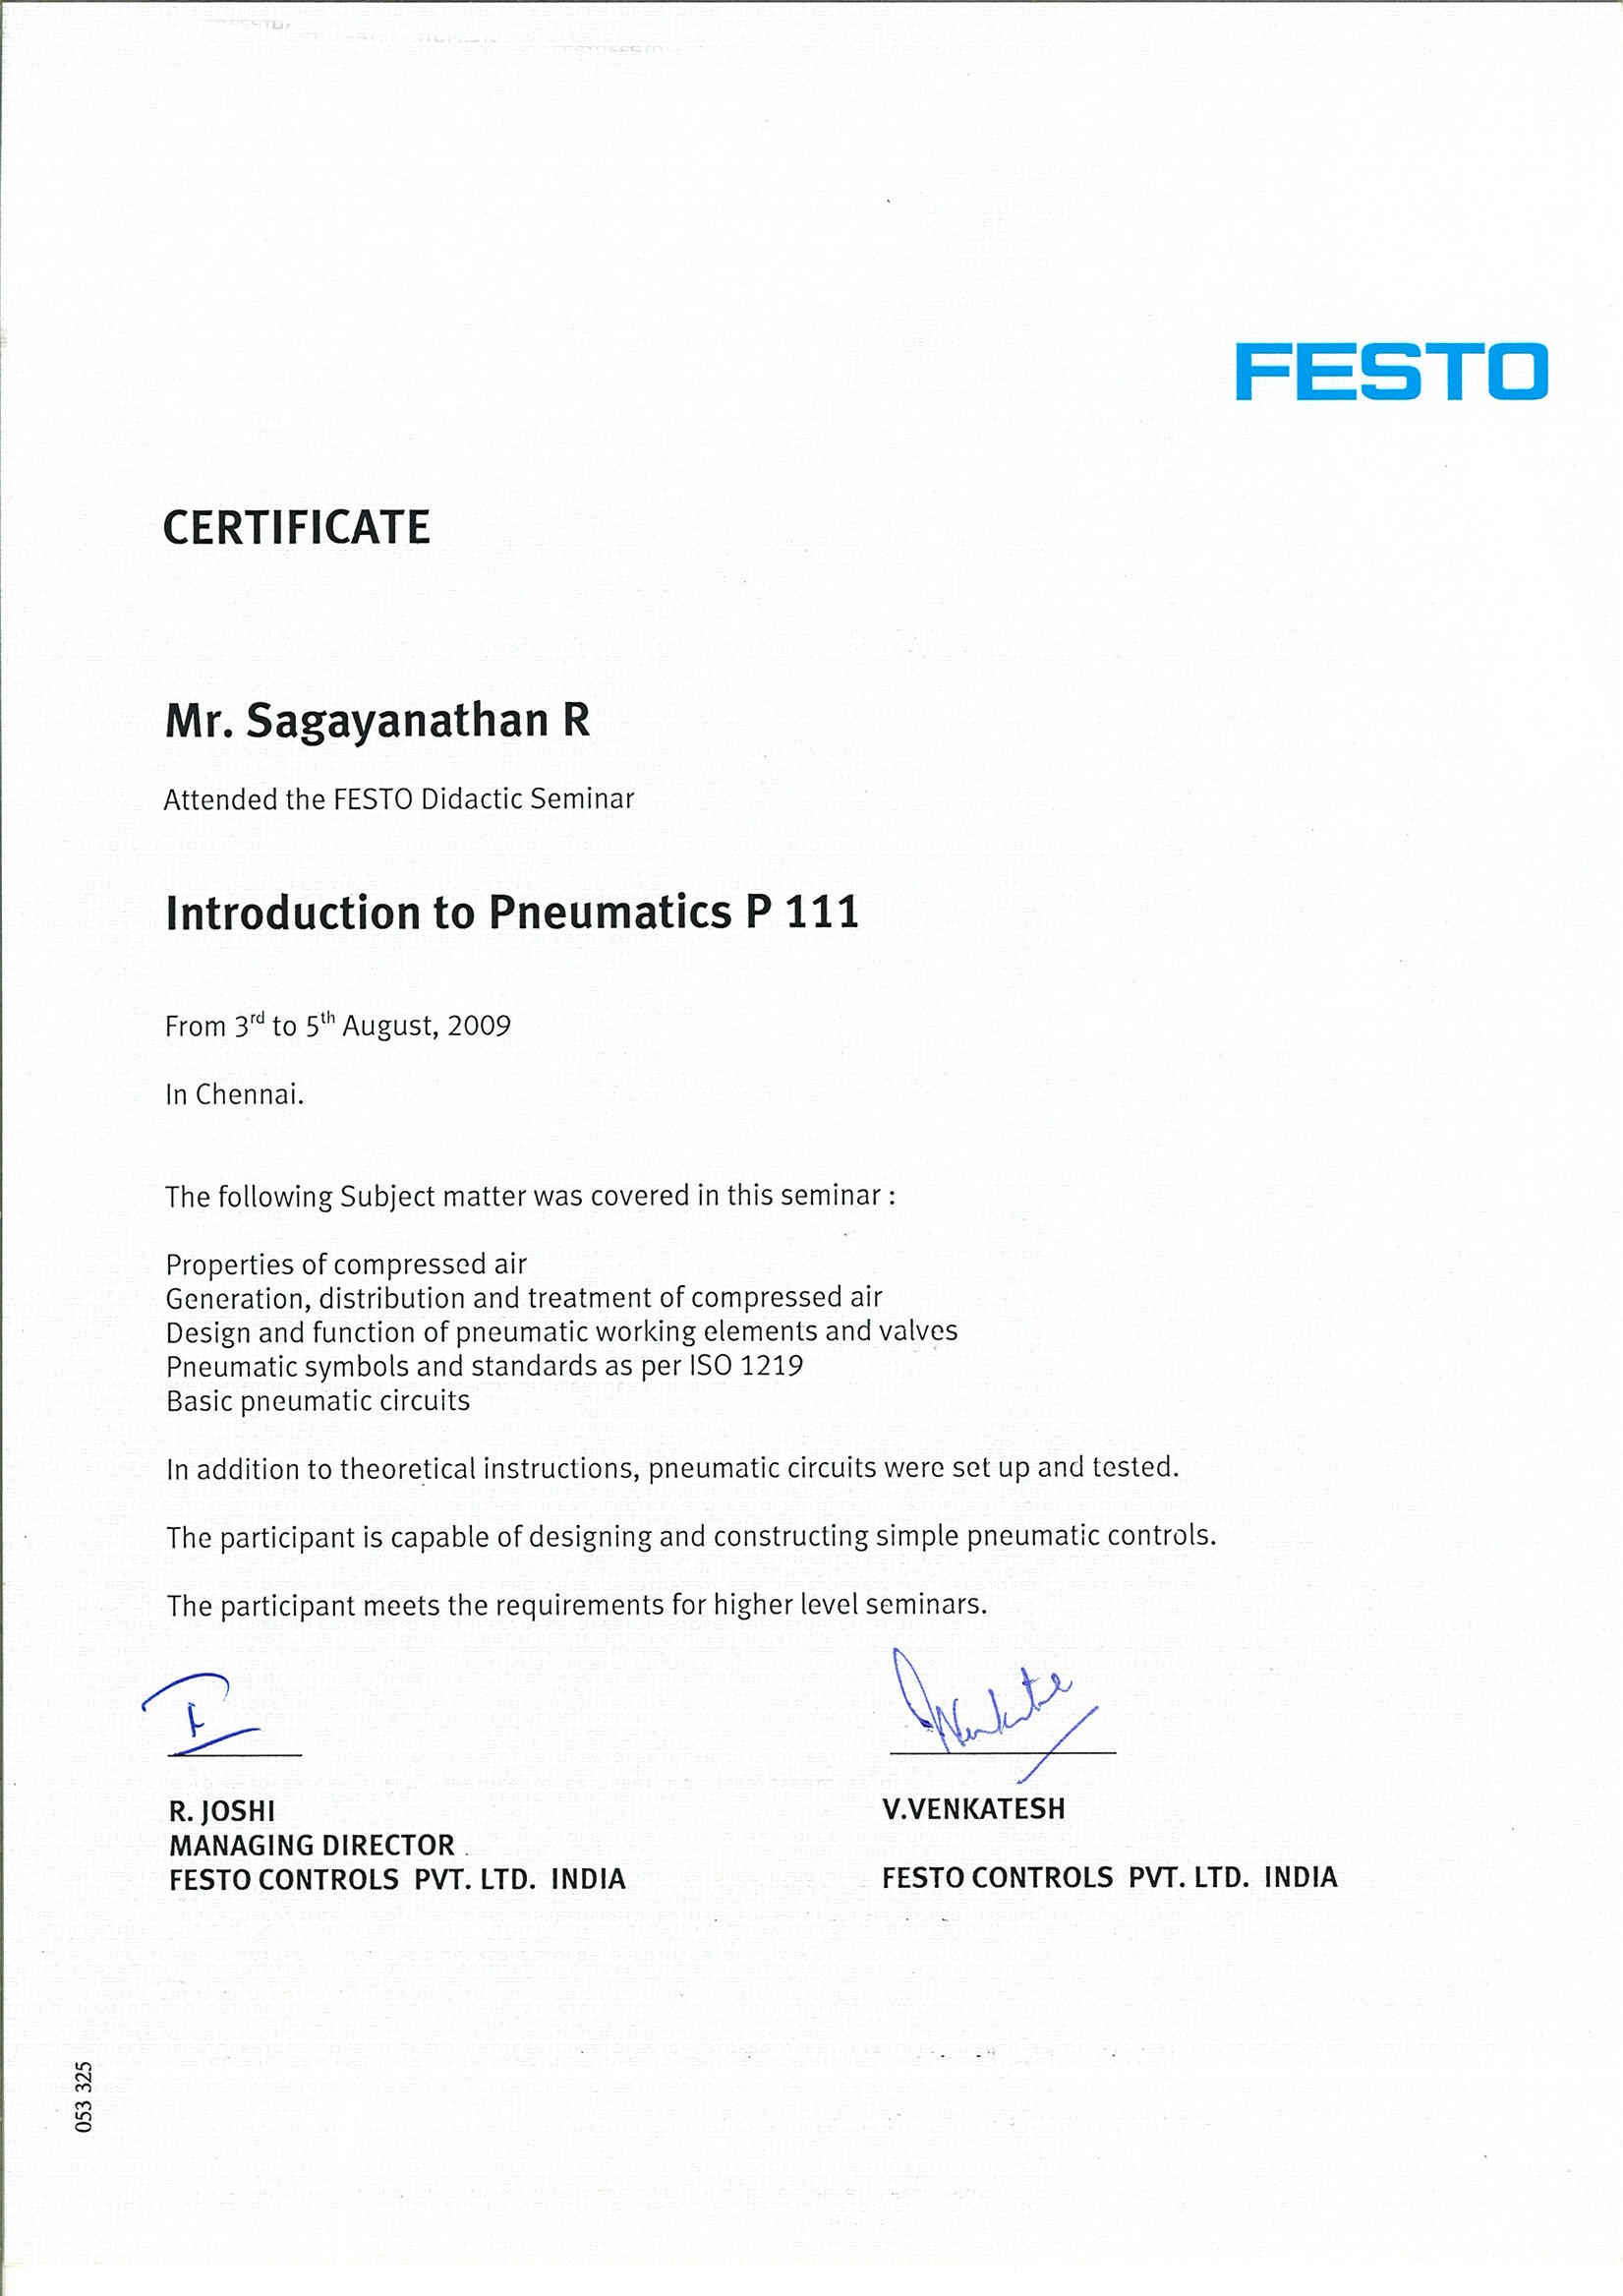 FESTO
CERTIFICATE
Mr. Sagayanathan R
Attended the FESTO Didactic Seminar
Introduction to Pneumatics P 111
From 3rd to 5th August, 2009
In Chennai.
The following Subject matter was covered in this seminar :
Properties of compressed air
Generation, distribution and treatment of compressed air
Design and function of pneumatic working elements and valves
Pneumatic symbols and standards as per ISO 1219
Basic pneumatic circuits
In addition to theoretical instructions, pneumatic circuits were set up and tested.
The participant is capable of designing and constructing simple pneumatic controls.
The participant meets the requirements for higher level seminars.
R. JOSHI
MANAGING DIRECTOR
FESTO CONTROLS PVT. LTD. INDIA
V.VENKATESH
FESTO CONTROLS PVT. LTD. INDIA
053 325